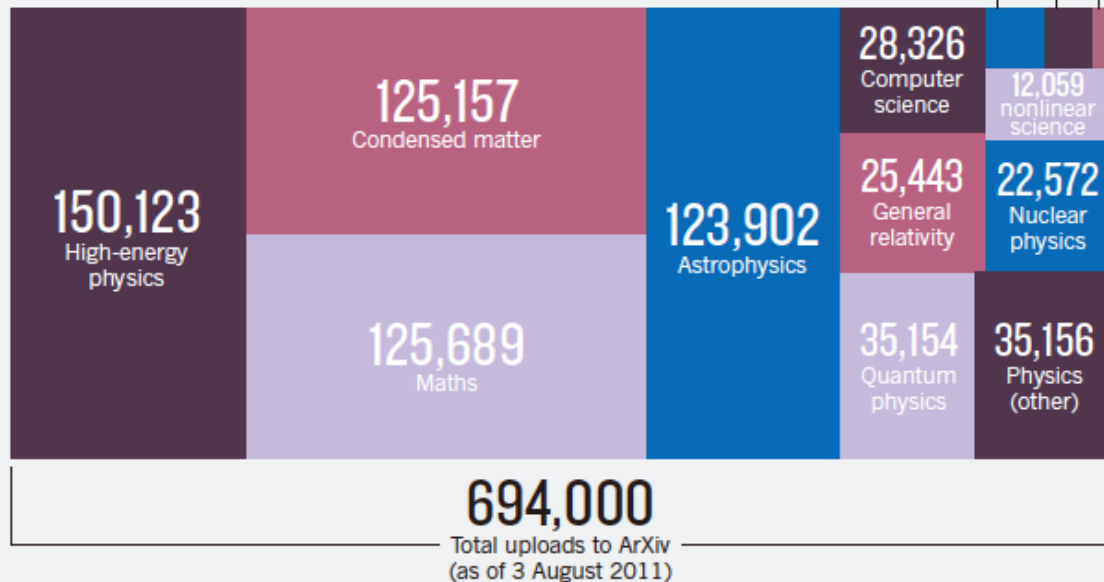 150,123
High-energy
physics
125,157
Condensed matter
125,689
Maths
123,902
Astrophysics
28,326
Computer
science
25,443
General
relativity
35,154
Quantum
physics
12,059
nonlinear
science
22,572
Nuclear
physics
35,156
Physics
(other)
694,000
Total uploads to ArXiv
(as of 3 August 2011)